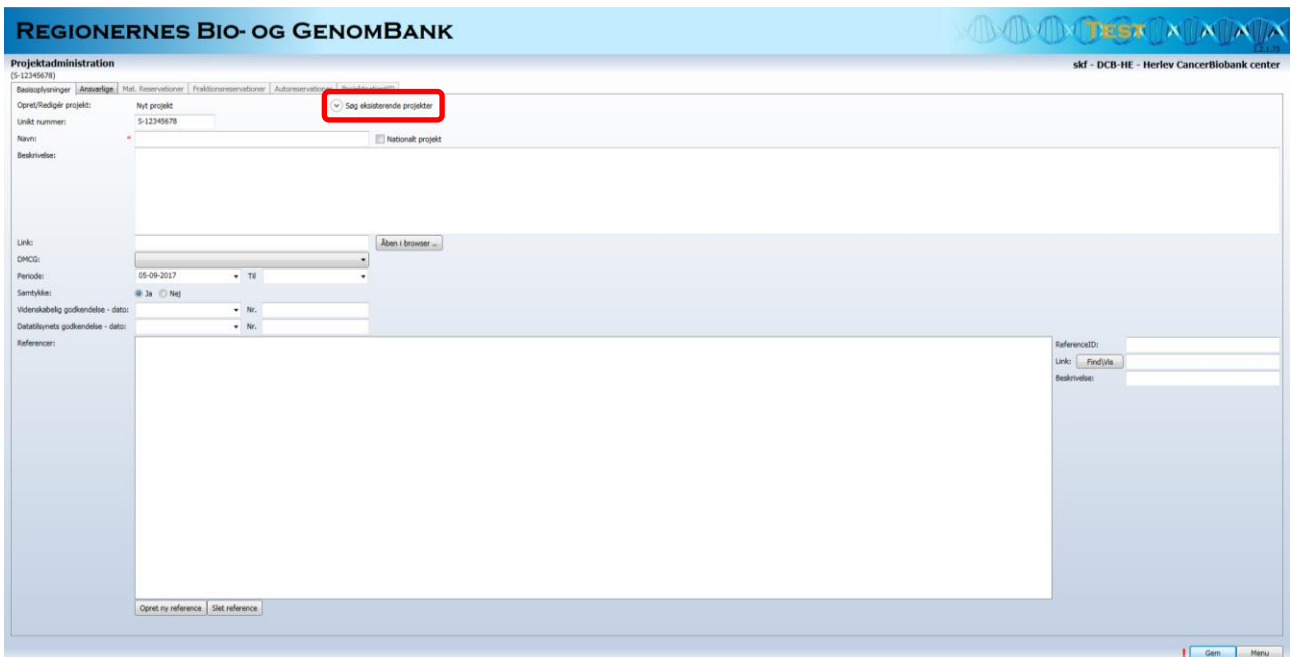 REGIONERNES BIO- OG GENOMBANK
TEST
2.1.73
Projektadministration
skf - DCB-HE - Herlev CancerBiobank center
(S-12345678)
Basisoplysninger Ansvarlige Mat. Reservationer Fraktionsreservationer Autoreservationer
Opret/Redigér projekt: Nyt projekt Søg eksisterende projekter
Unikt nummer: S-12345678
Navn: * Nationalt projekt
Beskrivelse:
Link: Åben i browser ...
DMCG:
Periode: 05-09-2017 Til
Samtykke: Ja Nej
Videnskabelig godkendelse - dato: Nr.
Datatilsynets godkendelse - dato: Nr.
Referencer: ReferenceID:
Link: Find\Vis
Beskrivelse:
Opret ny reference Slet reference
! Gem Menu